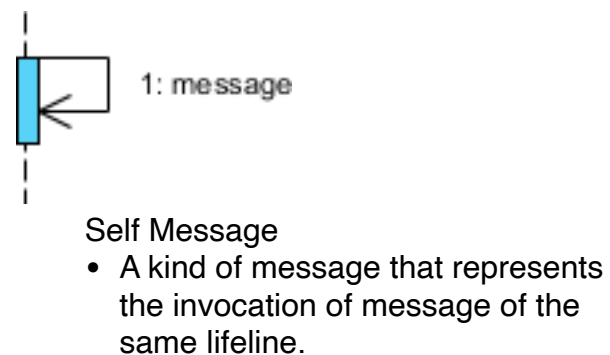 1: message
Self Message
• A kind of message that represents
the invocation of message of the
same lifeline.